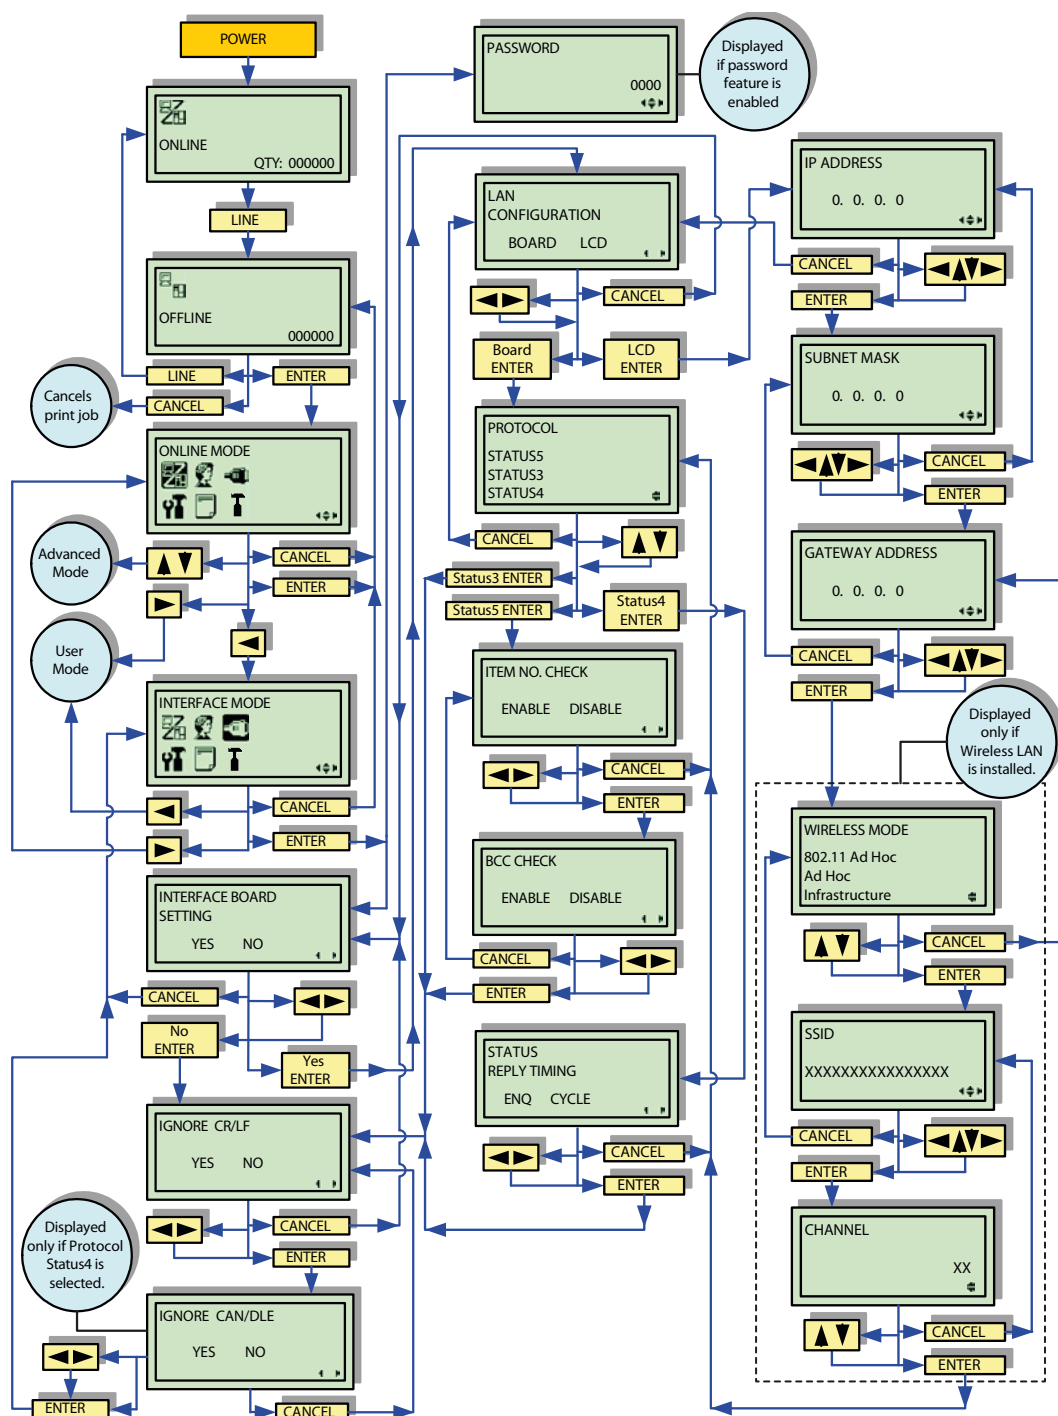 POWER
ONLINE
QTY: 000000
LINE
OFFLINE
000000
LINE
ENTER
CANCEL
Cancels
print job
ONLINE MODE
Advanced
Mode
CANCEL
ENTER
User
Mode
INTERFACE MODE
CANCEL
ENTER
INTERFACE BOARD
SETTING
YES NO
CANCEL
No
ENTER
Yes
ENTER
IGNORE CR/LF
YES NO
CANCEL
ENTER
Displayed
only if Protocol
Status4 is
selected.
IGNORE CAN/DLE
YES NO
ENTER
CANCEL
PASSWORD
0000
Displayed
if password
feature is
enabled
LAN
CONFIGURATION
BOARD LCD
CANCEL
Board
ENTER
LCD
ENTER
PROTOCOL
STATUS5
STATUS3
STATUS4
CANCEL
Status3 ENTER
Status5 ENTER
Status4
ENTER
ITEM NO. CHECK
ENABLE DISABLE
CANCEL
ENTER
BCC CHECK
ENABLE DISABLE
CANCEL
ENTER
STATUS
REPLY TIMING
ENQ CYCLE
CANCEL
ENTER
IP ADDRESS
0. 0. 0. 0
CANCEL
ENTER
SUBNET MASK
0. 0. 0. 0
CANCEL
ENTER
GATEWAY ADDRESS
0. 0. 0. 0
CANCEL
ENTER
Displayed
only if
Wireless LAN
is installed.
WIRELESS MODE
802.11 Ad Hoc
Ad Hoc
Infrastructure
CANCEL
ENTER
SSID
XXXXXXXXXXXXXXXX
CANCEL
ENTER
CHANNEL
XX
CANCEL
ENTER